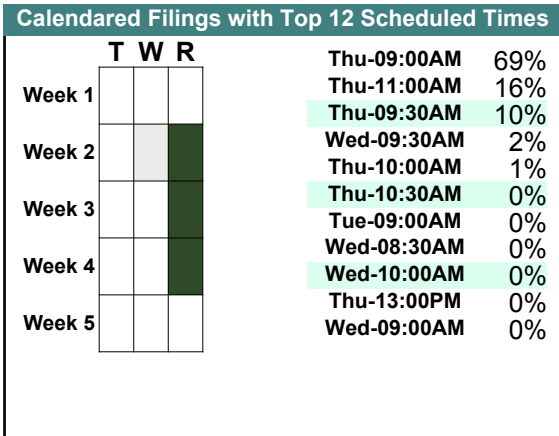 Calendared Filings with Top 12 Scheduled Times
T W R
Week 1
Week 2
Week 3
Week 4
Week 5
Thu-09:00AM 69%
Thu-11:00AM 16%
Thu-09:30AM 10%
Wed-09:30AM 2%
Thu-10:00AM 1%
Thu-10:30AM 0%
Tue-09:00AM 0%
Wed-08:30AM 0%
Wed-10:00AM 0%
Thu-13:00PM 0%
Wed-09:00AM 0%